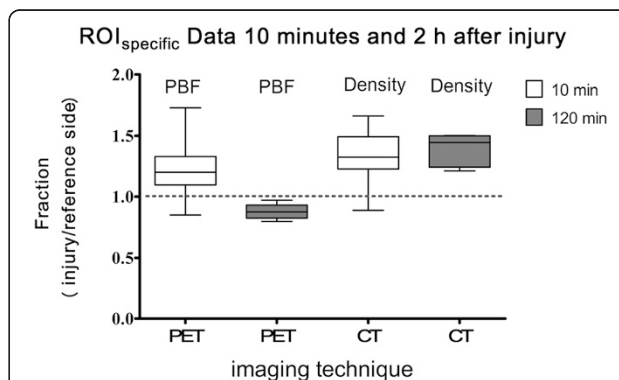 ROIspecific Data 10 minutes and 2 h after injury
PBF PBF Density Density
10 min
120 min
2.0
1.5
1.0
0.5
0.0
Fraction
( injury/reference side)
PET PET CT CT
imaging technique